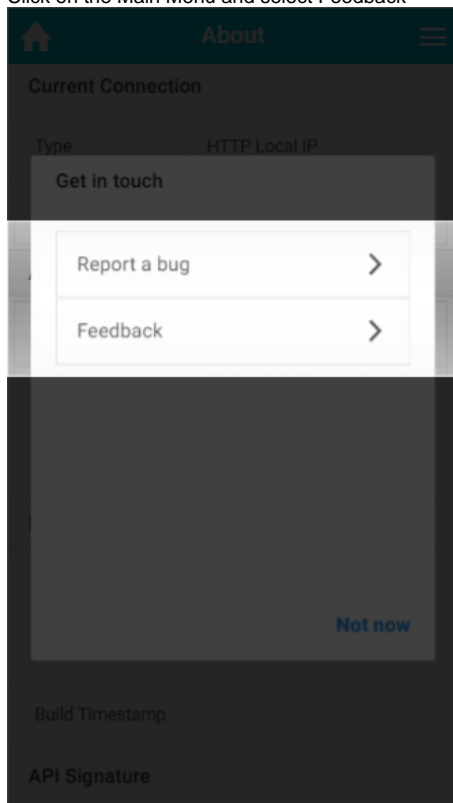 Click on the Main Menu and select Feedback
About
Current Connection
Type HTTP Local IP
Get in touch
Report a bug
Feedback
Not now
Build Timestamp
API Signature